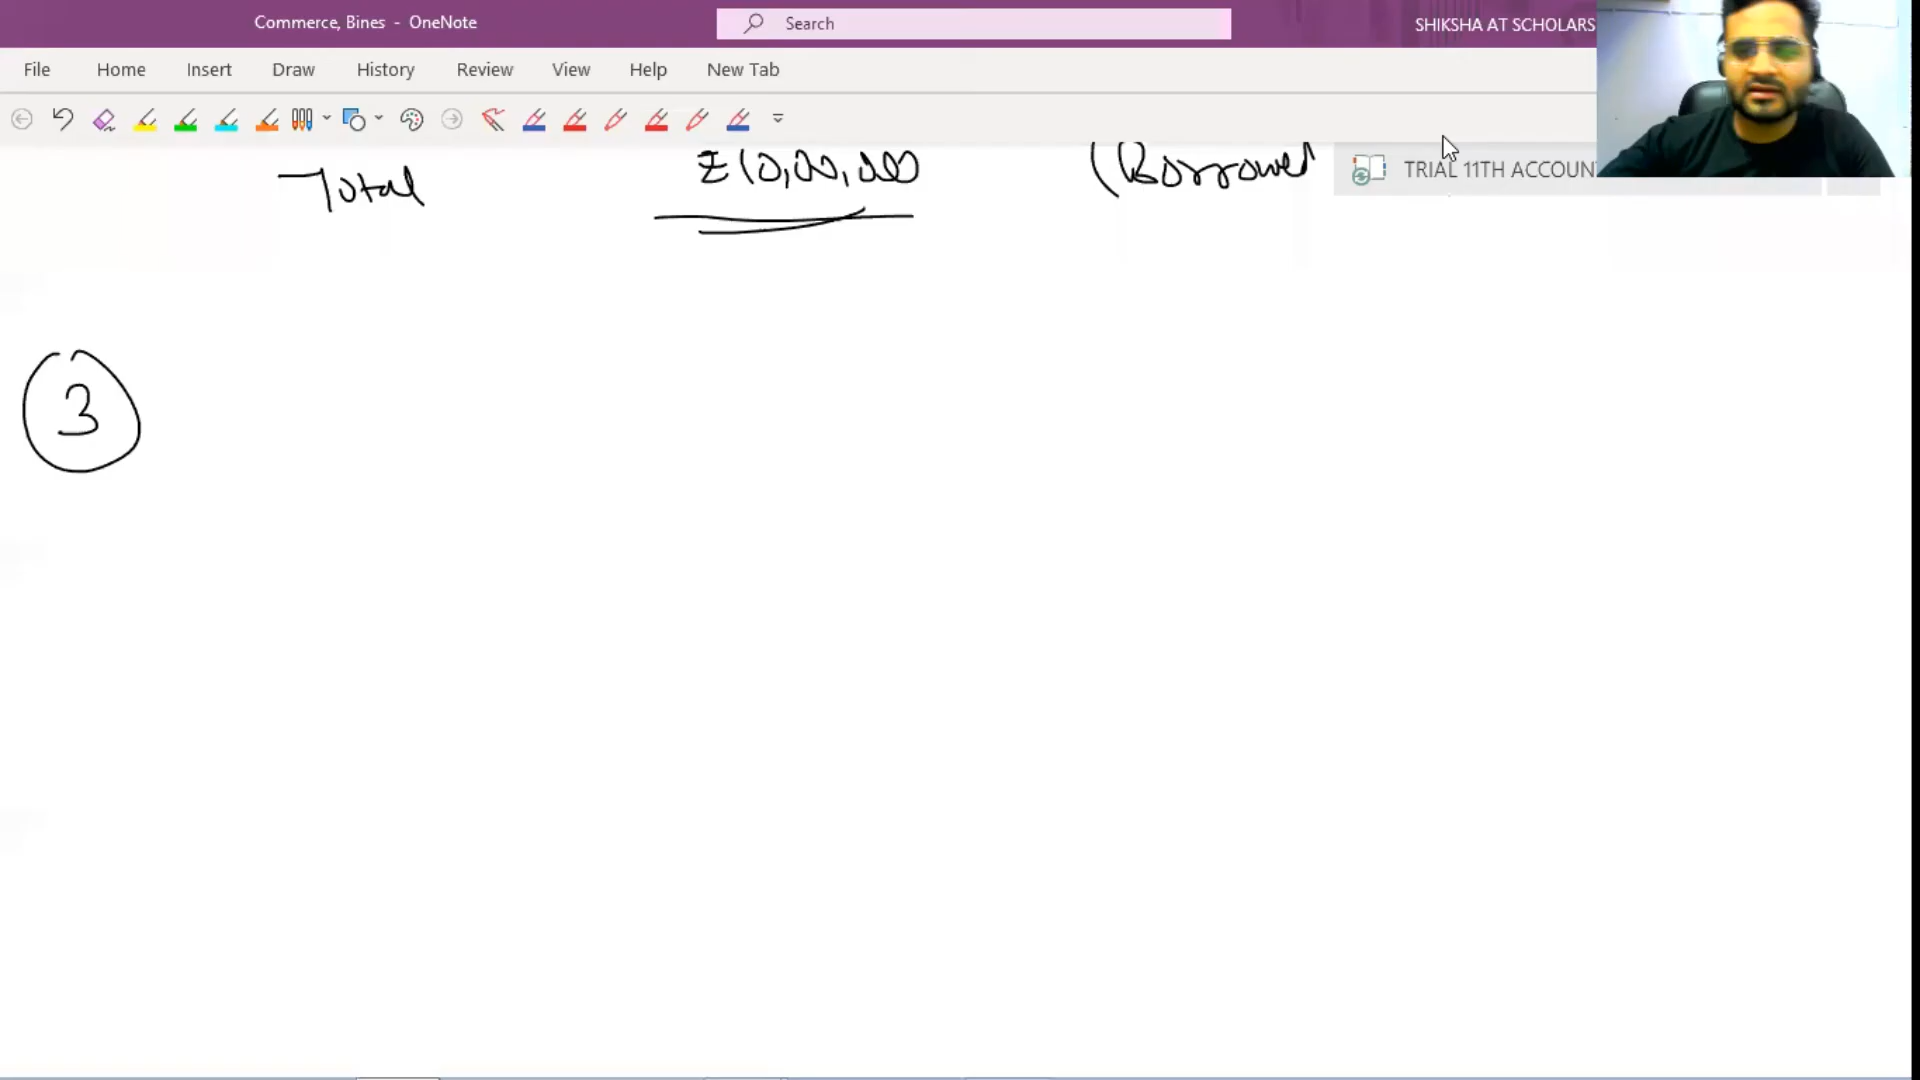 Commerce, Bines - OneNote
Search
SHIKSHA AT SCHOLARS
File Home Insert Draw History Review View Help New Tab
TRIAL 11TH ACCOUN
Total ₹10,00,000 (Borrowed
3